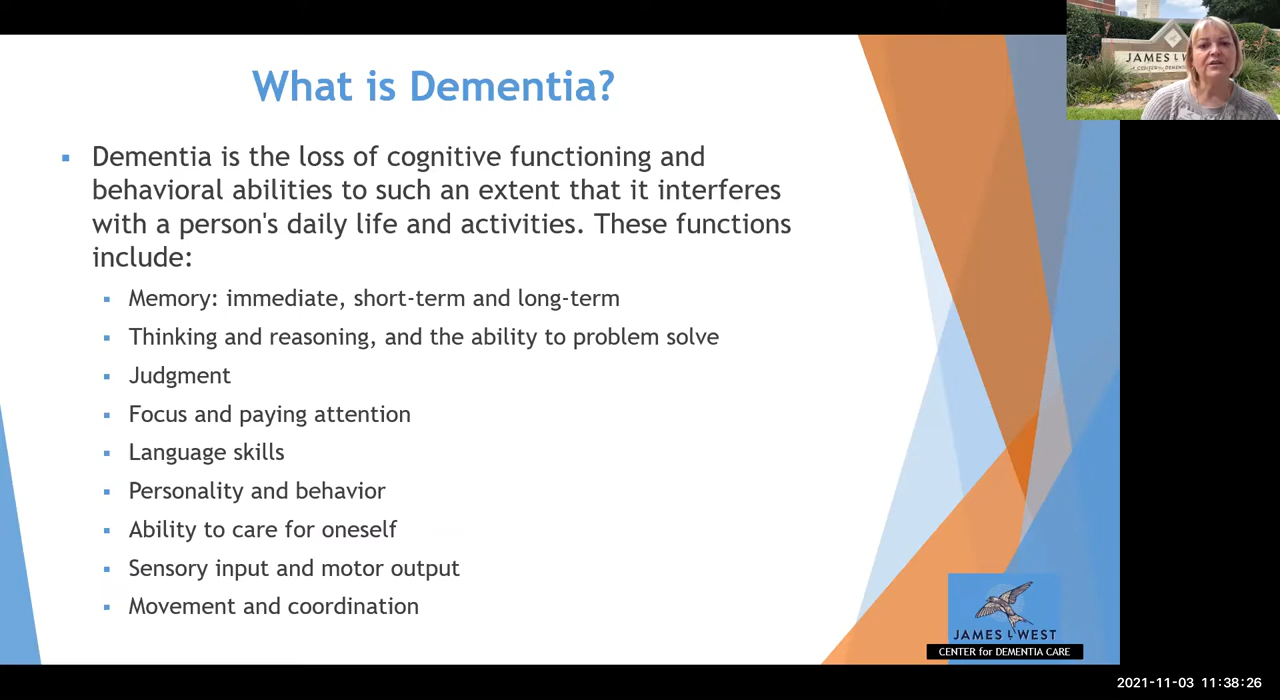 What is Dementia?
Dementia is the loss of cognitive functioning and
behavioral abilities to such an extent that it interferes
with a person's daily life and activities. These functions
include:
Memory: immediate, short-term and long-term
Thinking and reasoning, and the ability to problem solve
Judgment
Focus and paying attention
Language skills
Personality and behavior
Ability to care for oneself
Sensory input and motor output
Movement and coordination
JAMES L WEST
CENTER for DEMENTIA CARE
JAMES L W
CENTER DEMENT
2021-11-03 11:38:26